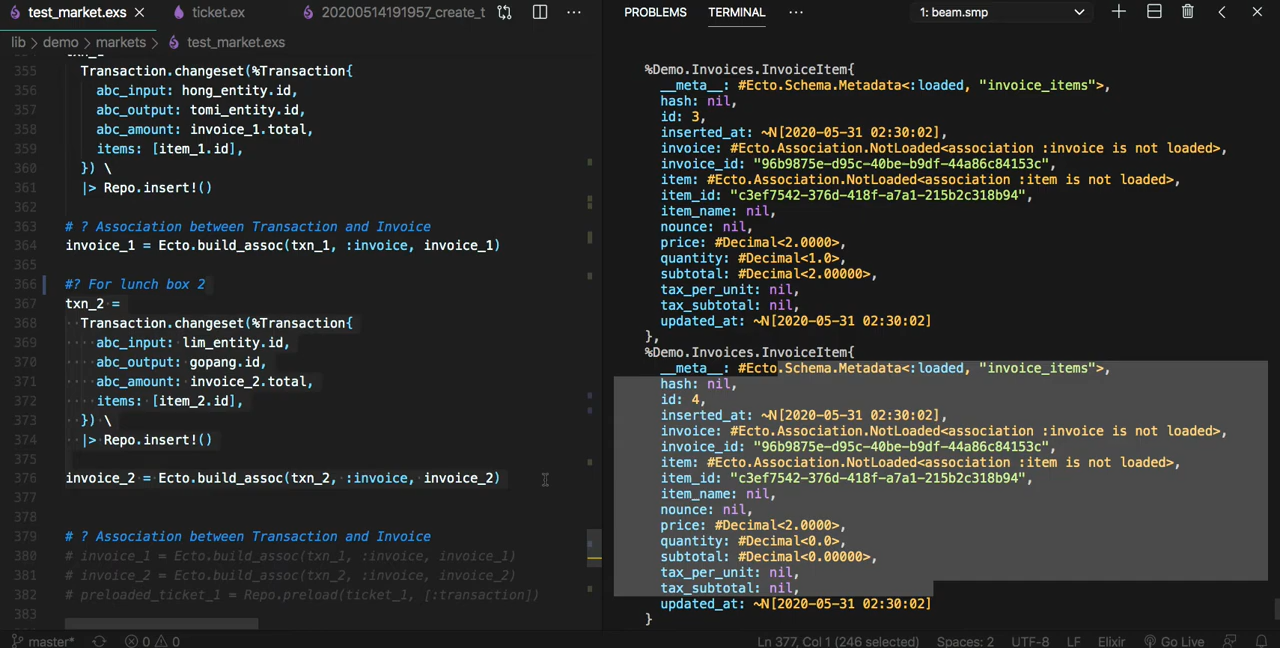 test_market.exs
ticket.ex
20200514191957_create_t
lib > demo > markets > test_market.exs
355 Transaction.changeset(%Transaction{
356 abc_input: hong_entity.id,
357 abc_output: tomi_entity.id,
358 abc_amount: invoice_1.total,
359 items: [item_1.id],
360 }) \
361 |> Repo.insert!()
362
363 # ? Association between Transaction and Invoice
364 invoice_1 = Ecto.build_assoc(txn_1, :invoice, invoice_1)
365
366 #? For lunch box 2
367 txn_2 =
368 Transaction.changeset(%Transaction{
369 abc_input: lim_entity.id,
370 abc_output: gopang.id,
371 abc_amount: invoice_2.total,
372 items: [item_2.id],
373 }) \
374 |> Repo.insert!()
375
376 invoice_2 = Ecto.build_assoc(txn_2, :invoice, invoice_2)
377
378
379 # ? Association between Transaction and Invoice
380 # invoice_1 = Ecto.build_assoc(txn_1, :invoice, invoice_1)
381 # invoice_2 = Ecto.build_assoc(txn_2, :invoice, invoice_2)
382 # preloaded_ticket_1 = Repo.preload(ticket_1, [:transaction])
383
PROBLEMS TERMINAL ··· 1: beam.smp
%Demo.Invoices.InvoiceItem{
__meta__: #Ecto.Schema.Metadata<:loaded, "invoice_items">,
hash: nil,
id: 3,
inserted_at: ~N[2020-05-31 02:30:02],
invoice: #Ecto.Association.NotLoaded<association :invoice is not loaded>,
invoice_id: "96b9875e-d95c-40be-b9df-44a86c84153c",
item: #Ecto.Association.NotLoaded<association :item is not loaded>,
item_id: "c3ef7542-376d-418f-a7a1-215b2c318b94",
item_name: nil,
nounce: nil,
price: #Decimal<2.0000>,
quantity: #Decimal<1.0>,
subtotal: #Decimal<2.00000>,
tax_per_unit: nil,
tax_subtotal: nil,
updated_at: ~N[2020-05-31 02:30:02]
},
%Demo.Invoices.InvoiceItem{
__meta__: #Ecto.Schema.Metadata<:loaded, "invoice_items">,
hash: nil,
id: 4,
inserted_at: ~N[2020-05-31 02:30:02],
invoice: #Ecto.Association.NotLoaded<association :invoice is not loaded>,
invoice_id: "96b9875e-d95c-40be-b9df-44a86c84153c",
item: #Ecto.Association.NotLoaded<association :item is not loaded>,
item_id: "c3ef7542-376d-418f-a7a1-215b2c318b94",
item_name: nil,
nounce: nil,
price: #Decimal<2.0000>,
quantity: #Decimal<0.0>,
subtotal: #Decimal<0.00000>,
tax_per_unit: nil,
tax_subtotal: nil,
updated_at: ~N[2020-05-31 02:30:02]
}
master* 0 0 Ln 377, Col 1 (246 selected) Spaces: 2 UTF-8 LF Elixir Go Live